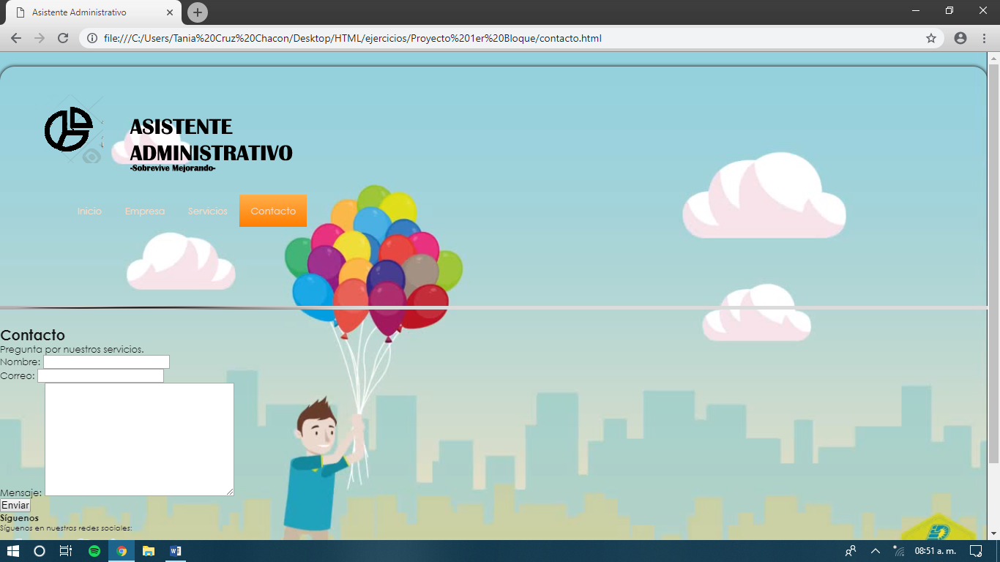 Asistente Administrativo
file:///C:/Users/Tania%20Cruz%20Chacon/Desktop/HTML/ejercicios/Proyecto%201er%20Bloque/contacto.html
ASISTENTE
ADMINISTRATIVO
-Sobrevive Mejorando-
Inicio Empresa Servicios Contacto
Contacto
Pregunta por nuestros servicios.
Nombre:
Correo:
Mensaje:
Enviar
Síguenos
Síguenos en nuestras redes sociales:
08:51 a. m.